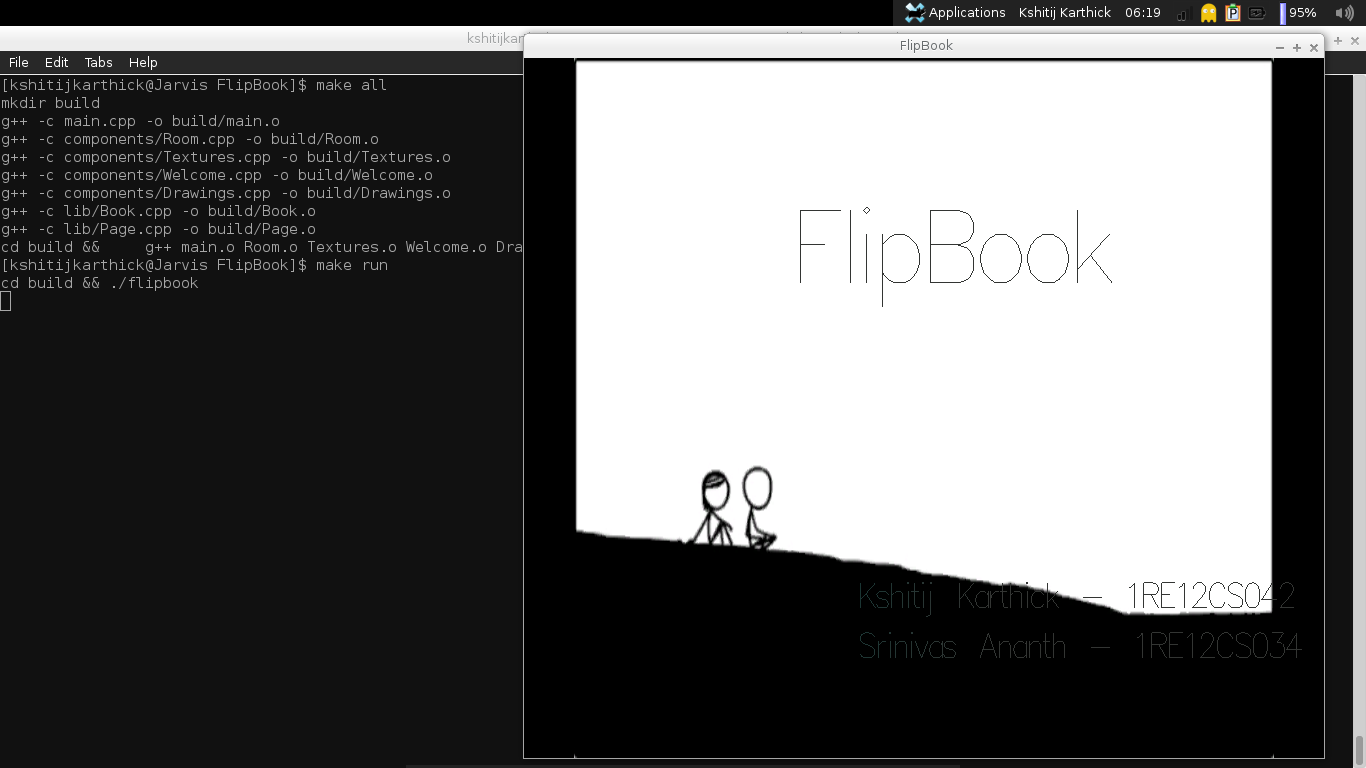 Applications Kshitij Karthick 06:19 95%
kshitijkar
FlipBook
File Edit Tabs Help
[kshitijkarthick@Jarvis FlipBook]$ make all
mkdir build
g++ -c main.cpp -o build/main.o
g++ -c components/Room.cpp -o build/Room.o
g++ -c components/Textures.cpp -o build/Textures.o
g++ -c components/Welcome.cpp -o build/Welcome.o
g++ -c components/Drawings.cpp -o build/Drawings.o
g++ -c lib/Book.cpp -o build/Book.o
g++ -c lib/Page.cpp -o build/Page.o
cd build && g++ main.o Room.o Textures.o Welcome.o Dra
[kshitijkarthick@Jarvis FlipBook]$ make run
cd build && ./flipbook
FlipBook
Kshitij Karthick - 1RE12CS042
Srinivas Ananth - 1RE12CS034